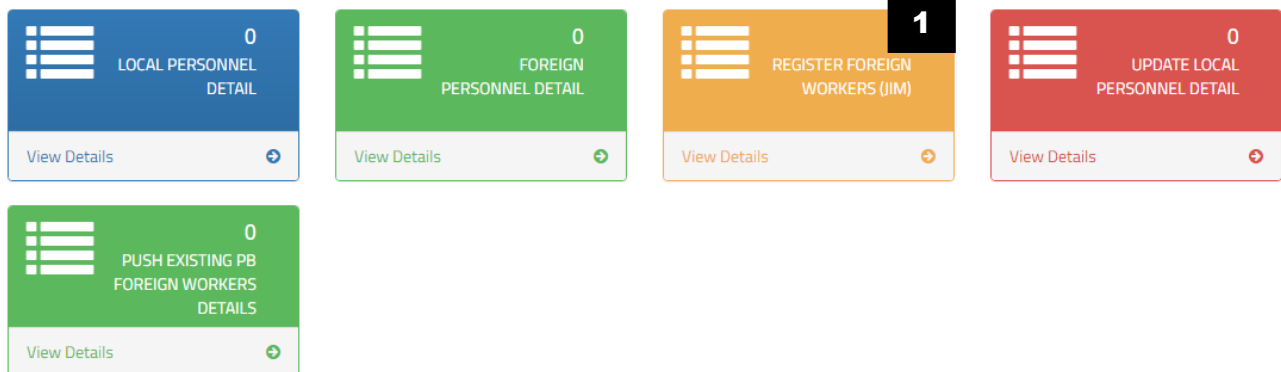 0
LOCAL PERSONNEL
DETAIL
View Details
0
FOREIGN
PERSONNEL DETAIL
View Details
1
REGISTER FOREIGN
WORKERS (JIM)
View Details
0
UPDATE LOCAL
PERSONNEL DETAIL
View Details
0
PUSH EXISTING PB
FOREIGN WORKERS
DETAILS
View Details